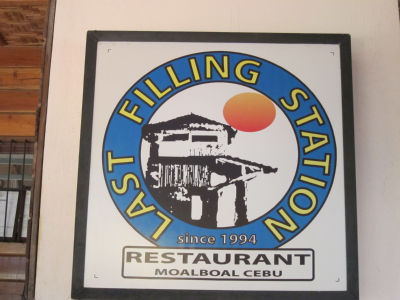 LAST FILLING STATION
since 1994
RESTAURANT
MOALBOAL CEBU